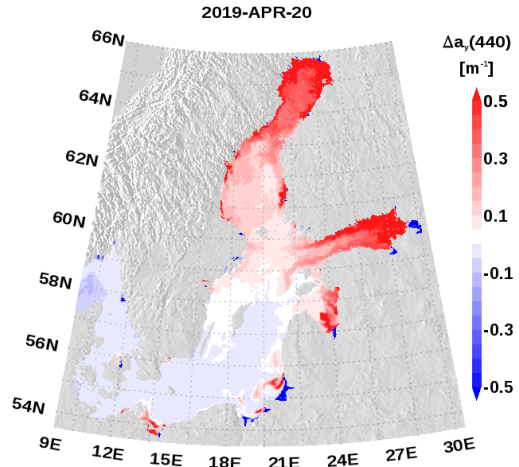 2019-APR-20
Δaᵧ(440)
[m⁻¹]
66N
64N
62N
60N
58N
56N
54N
9E
12E
15E
18E
21E
24E
27E
30E
0.5
0.3
0.1
-0.1
-0.3
-0.5